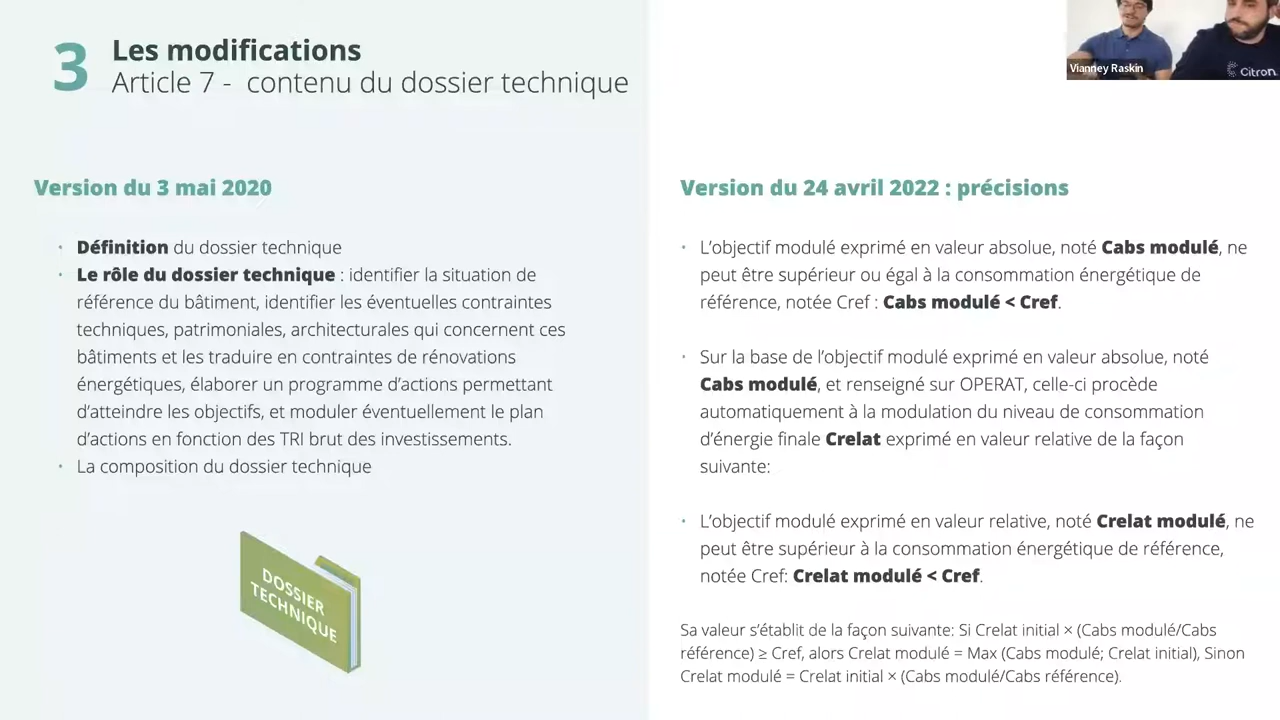 3
Les modifications
Article 7 - contenu du dossier technique
Vianney Raskin
Citron
Version du 3 mai 2020
• Définition du dossier technique
• Le rôle du dossier technique : identifier la situation de
référence du bâtiment, identifier les éventuelles contraintes
techniques, patrimoniales, architecturales qui concernent ces
bâtiments et les traduire en contraintes de rénovations
énergétiques, élaborer un programme d’actions permettant
d’atteindre les objectifs, et moduler éventuellement le plan
d’actions en fonction des TRI brut des investissements.
• La composition du dossier technique
DOSSIER
TECHNIQUE
Version du 24 avril 2022 : précisions
• L’objectif modulé exprimé en valeur absolue, noté Cabs modulé, ne
peut être supérieur ou égal à la consommation énergétique de
référence, notée Cref : Cabs modulé < Cref.
• Sur la base de l’objectif modulé exprimé en valeur absolue, noté
Cabs modulé, et renseigné sur OPERAT, celle-ci procède
automatiquement à la modulation du niveau de consommation
d’énergie finale Crelat exprimé en valeur relative de la façon
suivante:
• L’objectif modulé exprimé en valeur relative, noté Crelat modulé, ne
peut être supérieur à la consommation énergétique de référence,
notée Cref: Crelat modulé < Cref.
Sa valeur s’établit de la façon suivante: Si Crelat initial × (Cabs modulé/Cabs
référence) ≥ Cref, alors Crelat modulé = Max (Cabs modulé; Crelat initial), Sinon
Crelat modulé = Crelat initial × (Cabs modulé/Cabs référence).